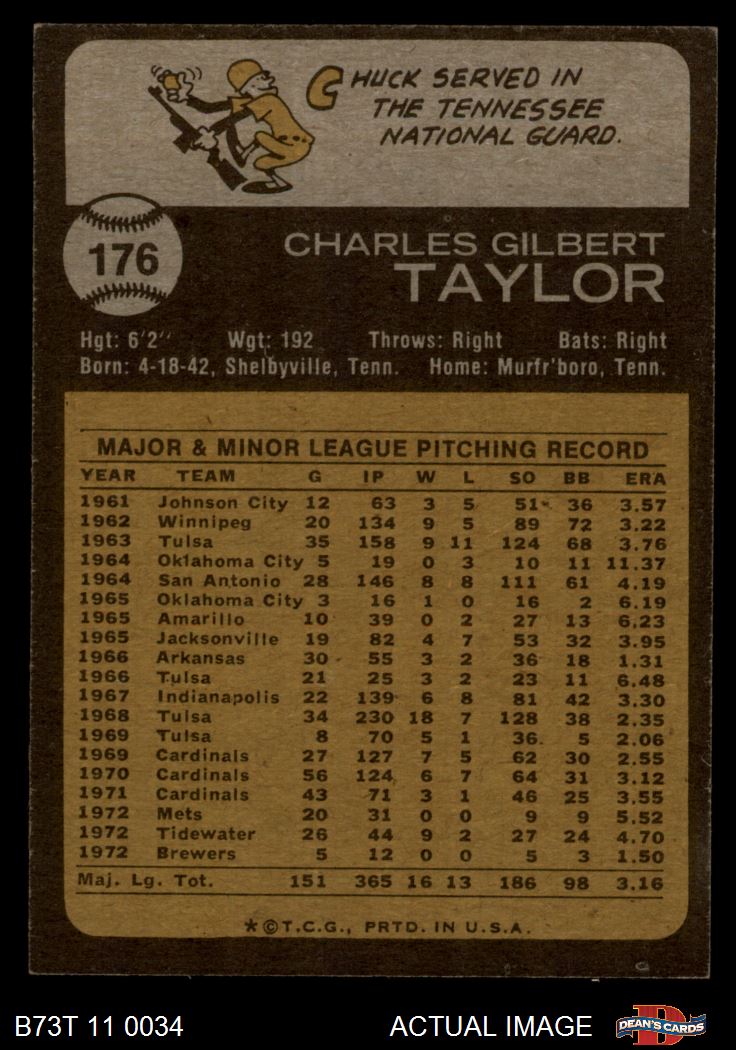 CHUCK SERVED IN
THE TENNESSEE
NATIONAL GUARD.
176
CHARLES GILBERT
TAYLOR
Hgt: 6'2" Wgt: 192 Throws: Right Bats: Right
Born: 4-18-42, Shelbyville, Tenn. Home: Murfr'boro, Tenn.
MAJOR & MINOR LEAGUE PITCHING RECORD
YEAR TEAM G IP W L SO BB ERA
1961 Johnson City 12 63 3 5 51 36 3.57
1962 Winnipeg 20 134 9 5 89 72 3.22
1963 Tulsa 35 158 9 11 124 68 3.76
1964 Oklahoma City 5 19 0 3 10 11 11.37
1964 San Antonio 28 146 8 8 111 61 4.19
1965 Oklahoma City 3 16 1 0 16 2 6.19
1965 Amarillo 10 39 0 2 27 13 6.23
1965 Jacksonville 19 82 4 7 53 32 3.95
1966 Arkansas 30 55 3 2 36 18 1.31
1966 Tulsa 21 25 3 2 23 11 6.48
1967 Indianapolis 22 139 6 8 81 42 3.30
1968 Tulsa 34 230 18 7 128 38 2.35
1969 Tulsa 8 70 5 1 36 5 2.06
1969 Cardinals 27 127 7 5 62 30 2.55
1970 Cardinals 56 124 6 7 64 31 3.12
1971 Cardinals 43 71 3 1 46 25 3.55
1972 Mets 20 31 0 0 9 9 5.52
1972 Tidewater 26 44 9 2 27 24 4.70
1972 Brewers 5 12 0 0 5 3 1.50
Maj. Lg. Tot. 151 365 16 13 186 98 3.16
*©T.C.G., PRTD. IN U.S.A.
B73T 11 0034 ACTUAL IMAGE D DEAN'S CARDS